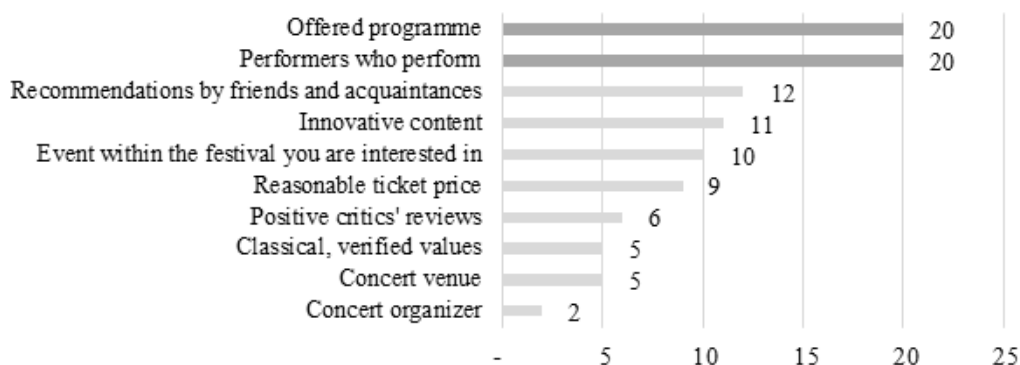 Offered programme 20
Performers who perform 20
Recommendations by friends and acquaintances 12
Innovative content 11
Event within the festival you are interested in 10
Reasonable ticket price 9
Positive critics' reviews 6
Classical, verified values 5
Concert venue 5
Concert organizer 2
- 5 10 15 20 25